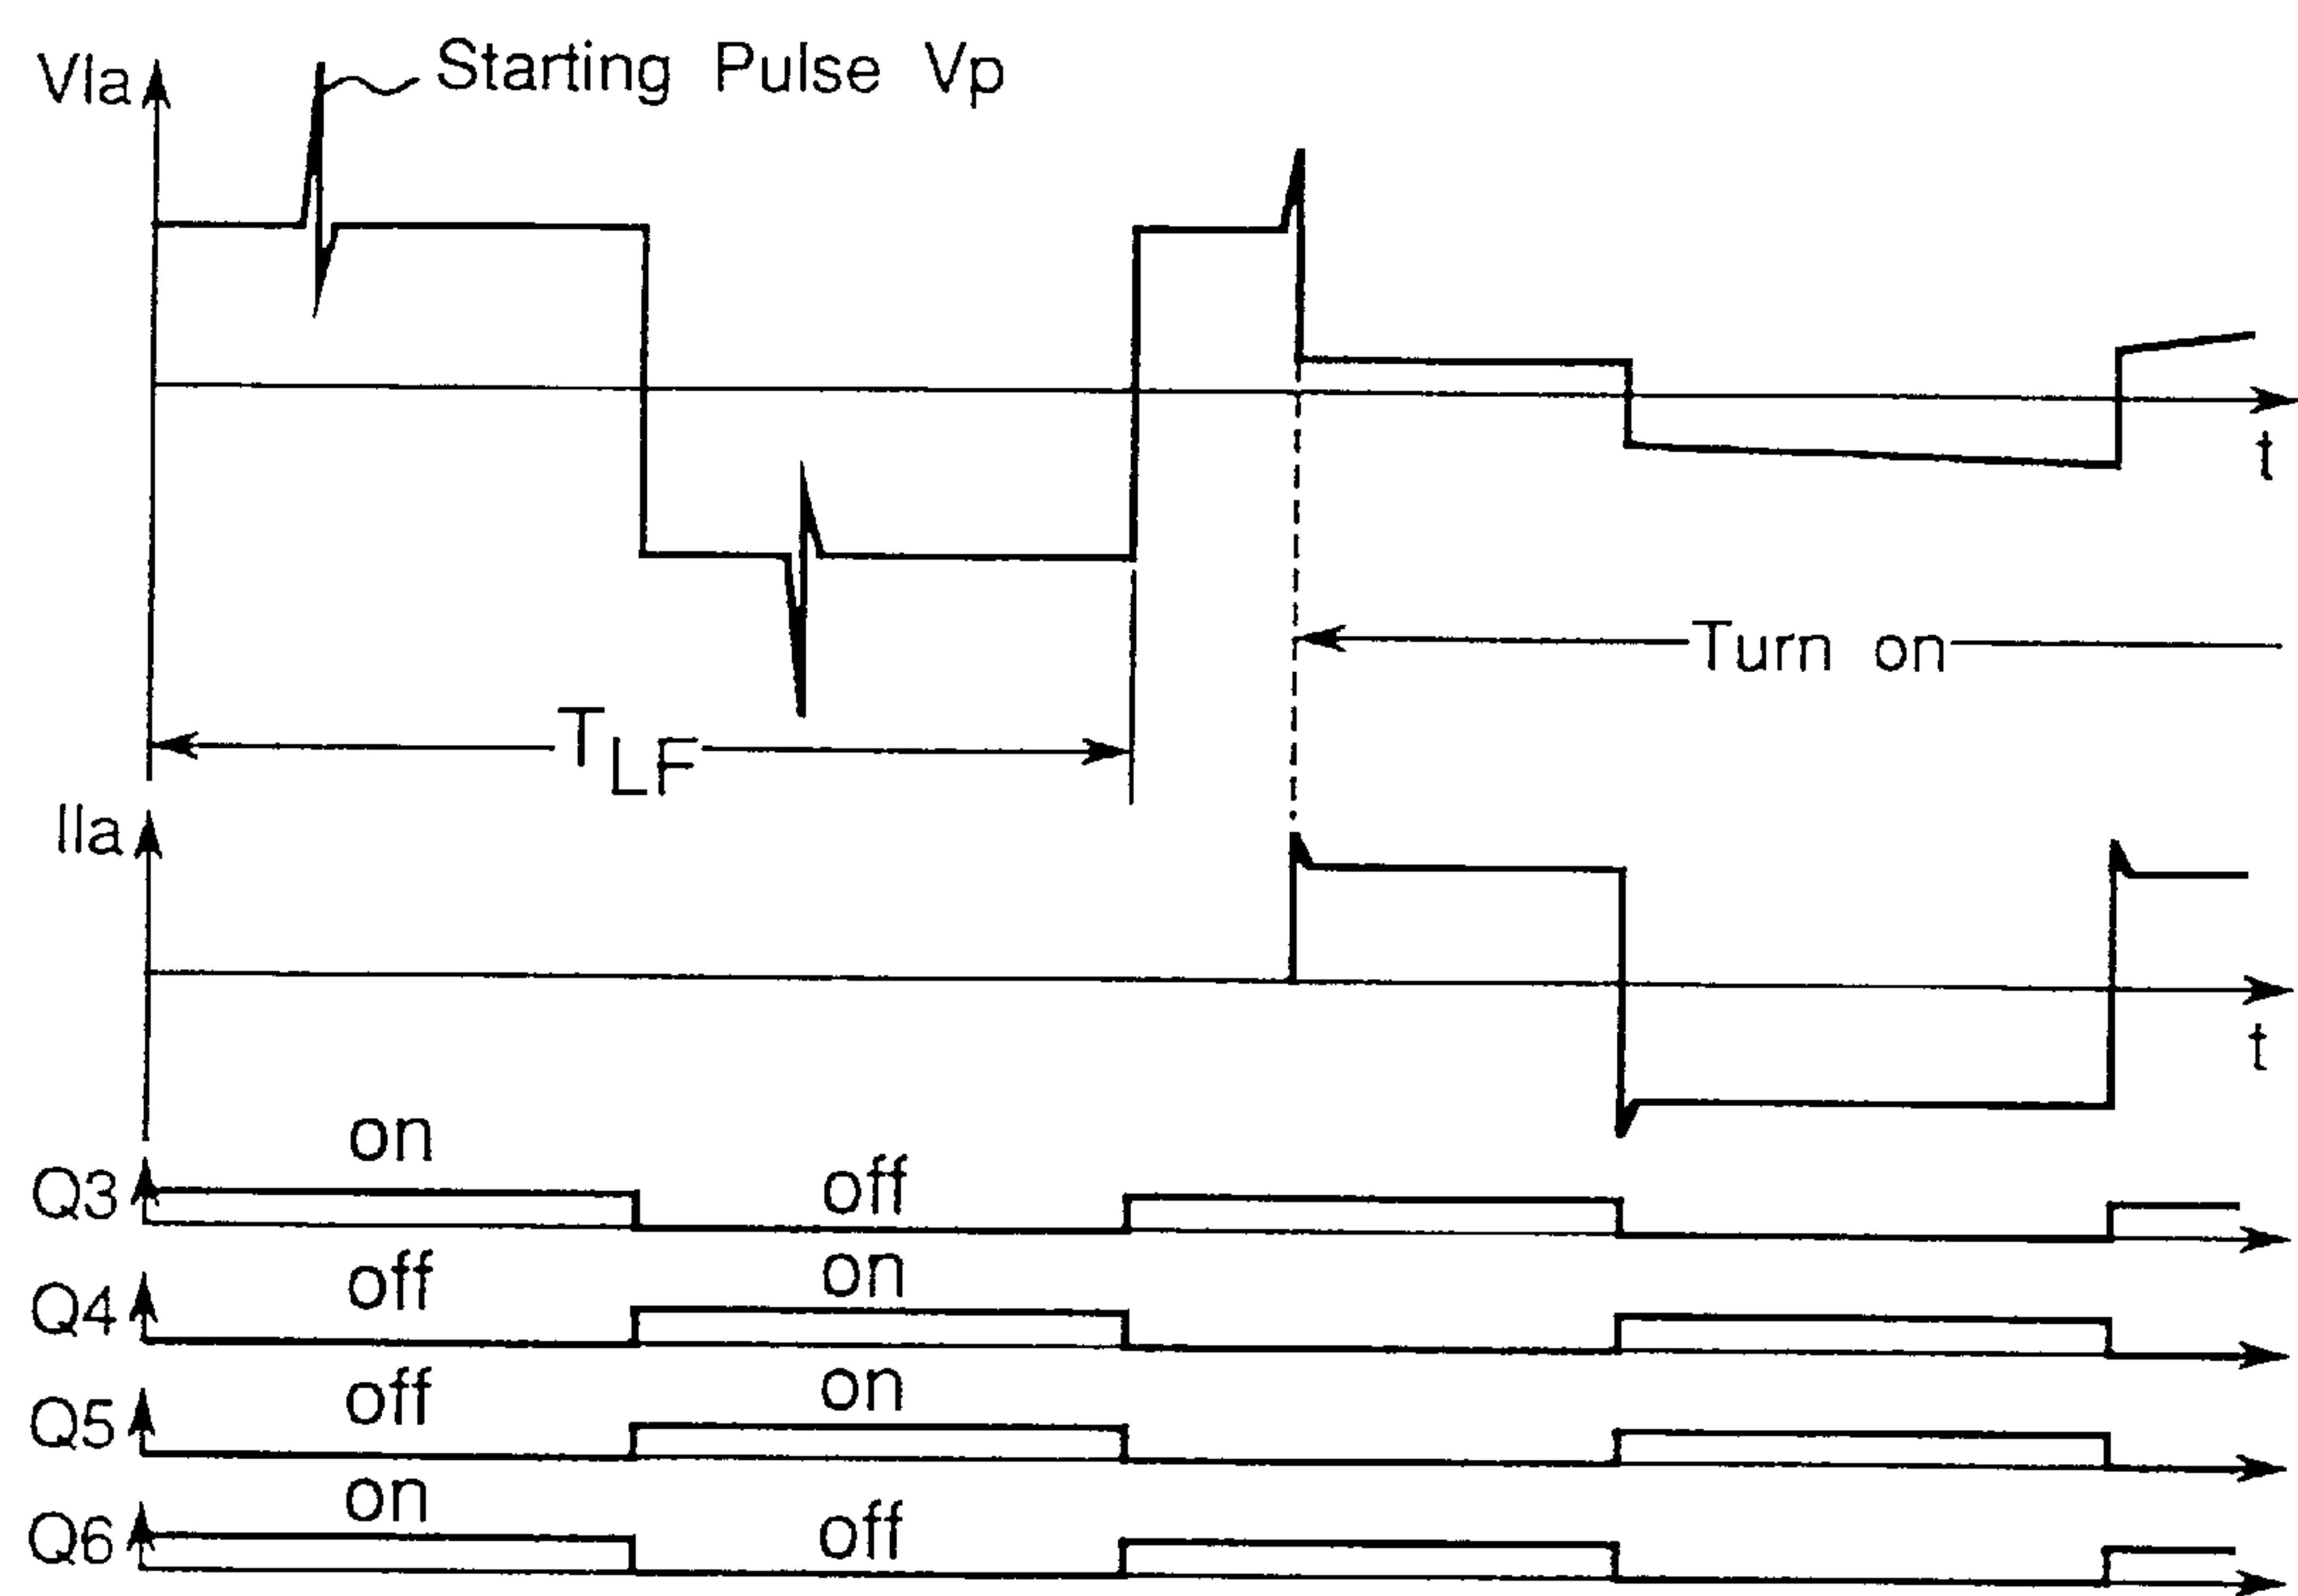 Vla
Starting Pulse Vp
t
Turn on
TLF
Ila
t
on
Q3
off
Q4
off
on
Q5
off
on
Q6
on
off